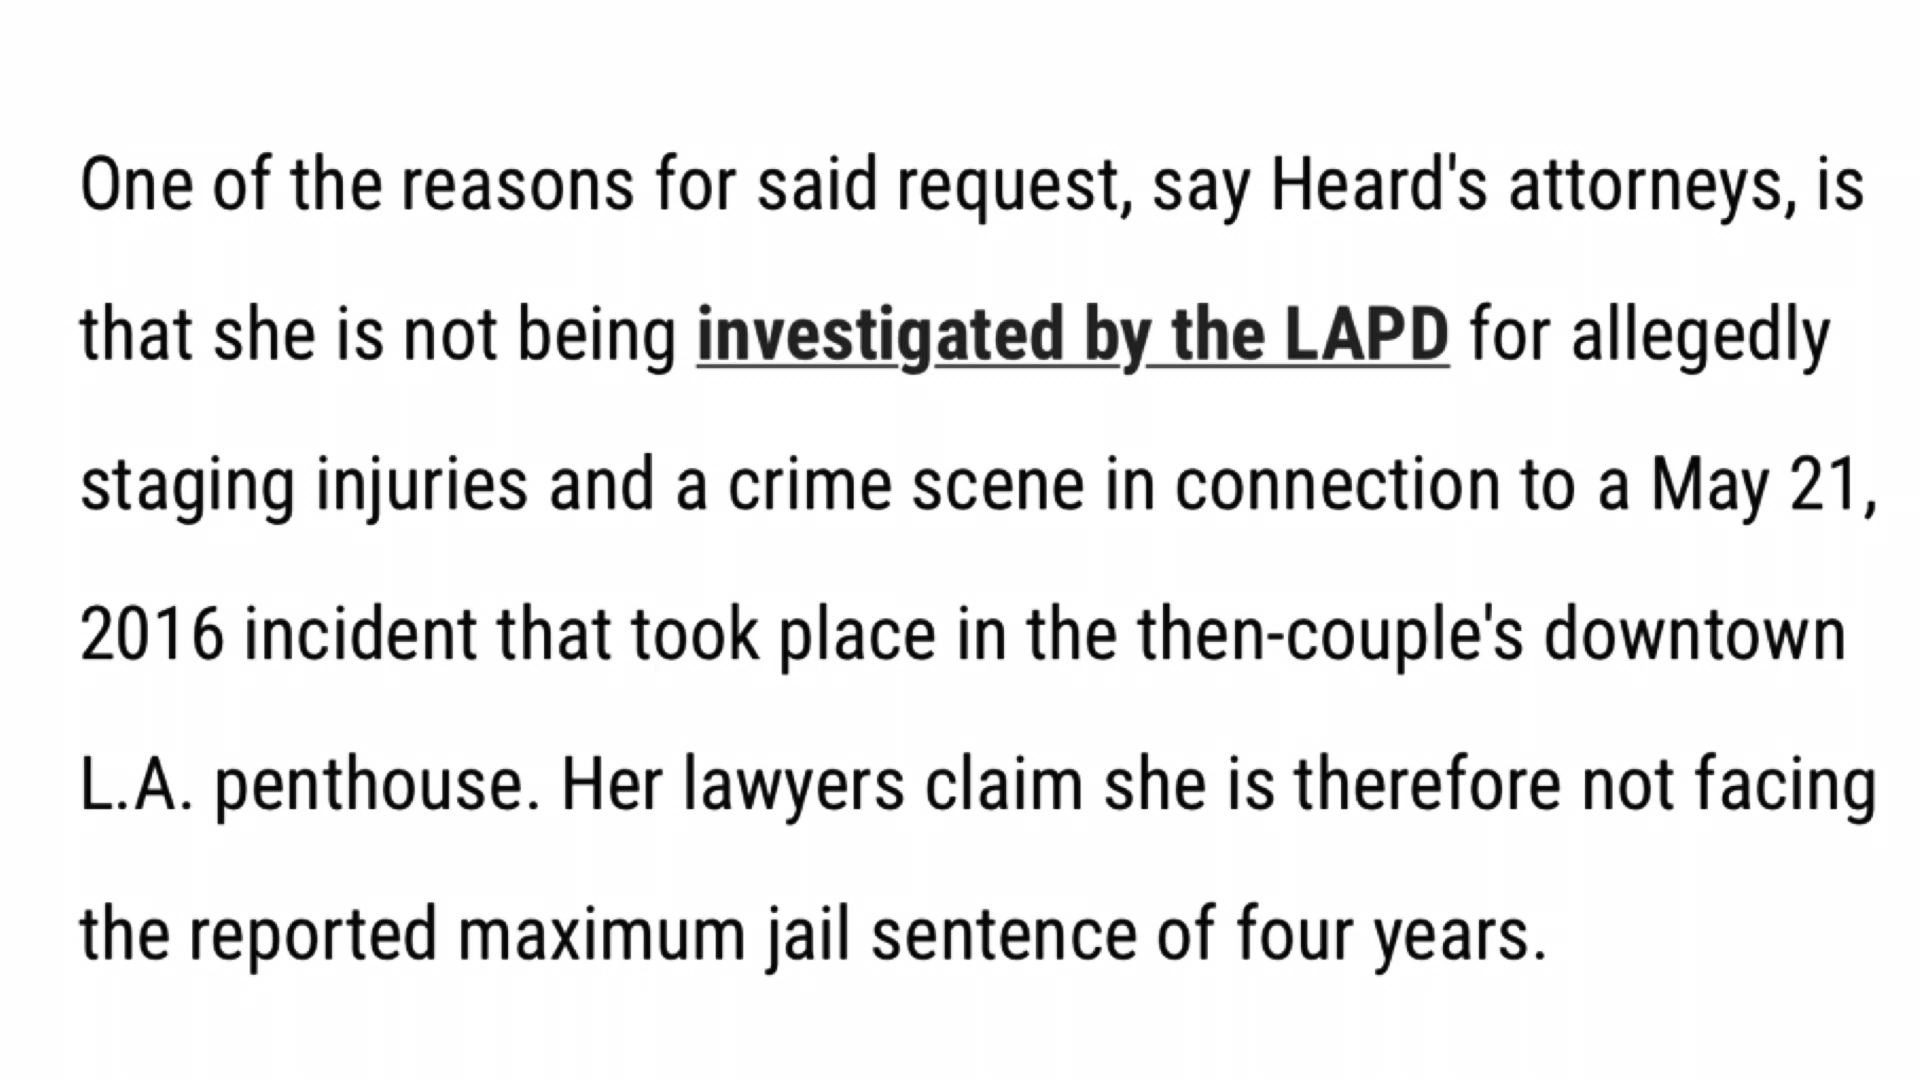 One of the reasons for said request, say Heard's attorneys, is
that she is not being investigated by the LAPD for allegedly
staging injuries and a crime scene in connection to a May 21,
2016 incident that took place in the then-couple's downtown
L.A. penthouse. Her lawyers claim she is therefore not facing
the reported maximum jail sentence of four years.